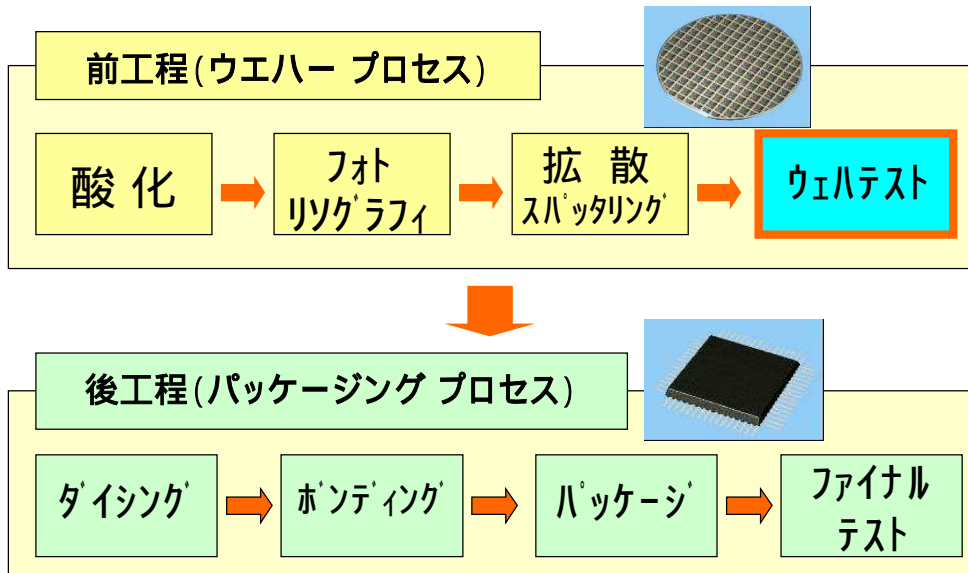 前工程(ウエハー プロセス)
酸 化
フォト
リソグラフィ
拡 散
スパッタリング
ウェハテスト
後工程(パッケージング プロセス)
ダイシング
ボンディング
パッケージ
ファイナル
テスト